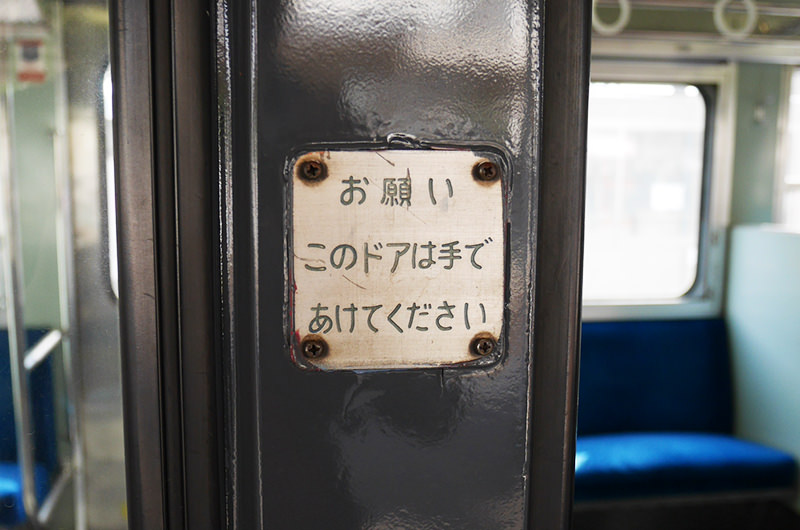 お願い
このドアは手で
あけてください